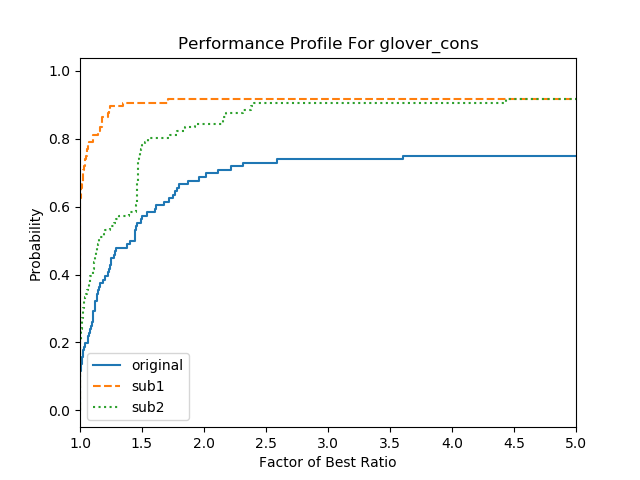 Performance Profile For glover_cons
Probability
1.0
0.8
0.6
0.4
0.2
0.0
original
sub1
sub2
1.0 1.5 2.0 2.5 3.0 3.5 4.0 4.5 5.0
Factor of Best Ratio